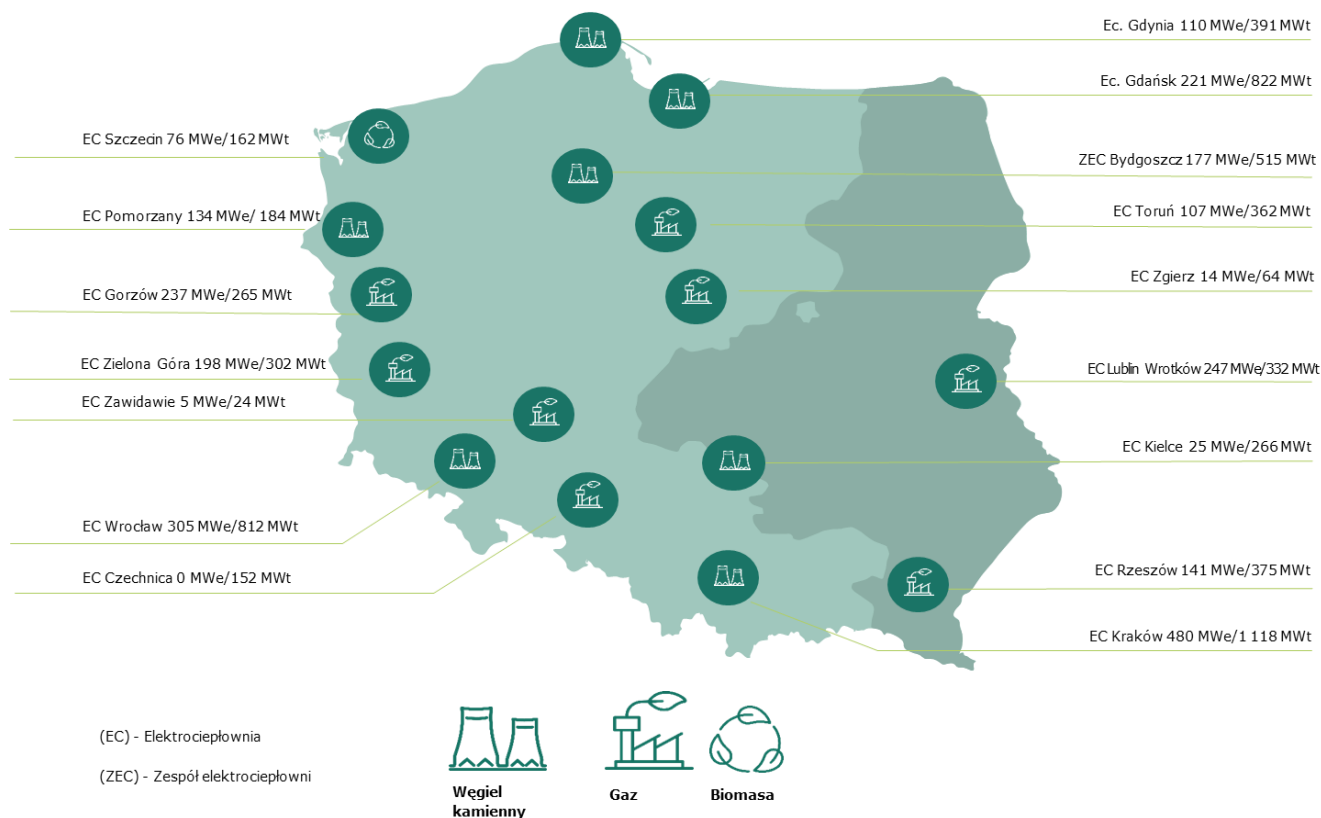 Ec. Gdynia 110 MWe/391 MWt
Ec. Gdańsk 221 MWe/822 MWt
EC Szczecin 76 MWe/162 MWt
ZEC Bydgoszcz 177 MWe/515 MWt
EC Pomorzany 134 MWe/ 184 MWt
EC Toruń 107 MWe/362 MWt
EC Zgierz 14 MWe/64 MWt
EC Gorzów 237 MWe/265 MWt
EC Zielona Góra 198 MWe/302 MWt
EC Lublin Wrotków 247 MWe/332 MWt
EC Zawidawie 5 MWe/24 MWt
EC Kielce 25 MWe/266 MWt
EC Wrocław 305 MWe/812 MWt
EC Czechnica 0 MWe/152 MWt
EC Rzeszów 141 MWe/375 MWt
EC Kraków 480 MWe/1 118 MWt
(EC) - Elektrociepłownia
(ZEC) - Zespół elektrociepłowni
Węgiel
kamienny
Gaz
Biomasa